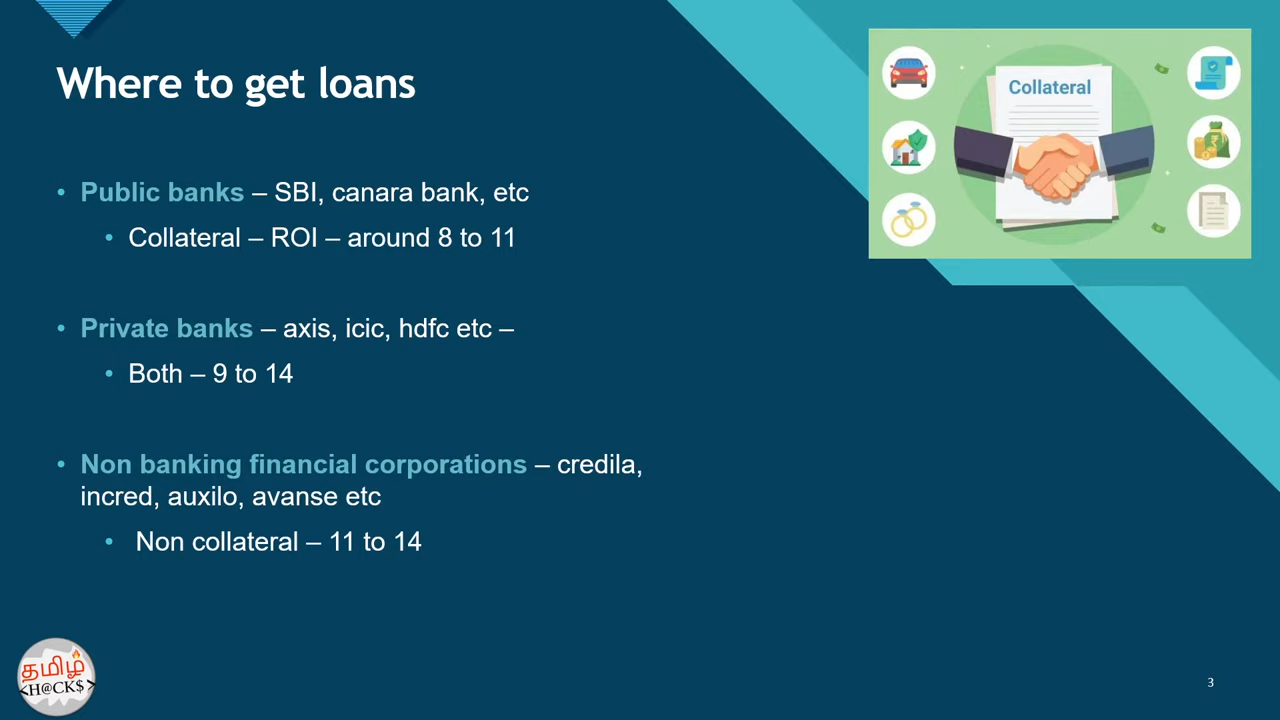 Where to get loans
Collateral
• Public banks – SBI, canara bank, etc
• Collateral – ROI – around 8 to 11
• Private banks – axis, icic, hdfc etc –
• Both – 9 to 14
• Non banking financial corporations – credila,
incred, auxilo, avanse etc
• Non collateral – 11 to 14
தமிழ்
<H@CK$>
3